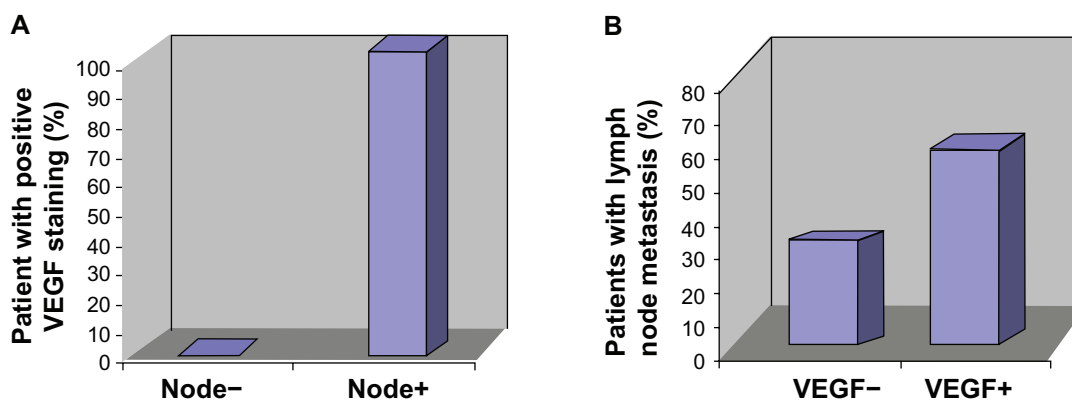 A
Patient with positive
VEGF staining (%)
100
90
80
70
60
50
40
30
20
10
0
Node−
Node+
B
Patients with lymph
node metastasis (%)
80
70
60
50
40
30
20
10
0
VEGF−
VEGF+